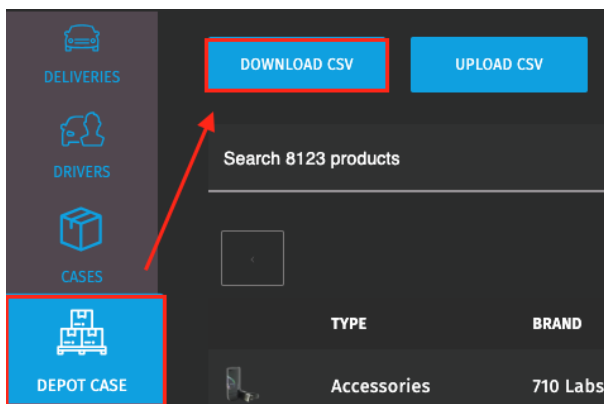 DELIVERIES
DRIVERS
CASES
DEPOT CASE
DOWNLOAD CSV
UPLOAD CSV
Search 8123 products
TYPE BRAND
Accessories 710 Labs